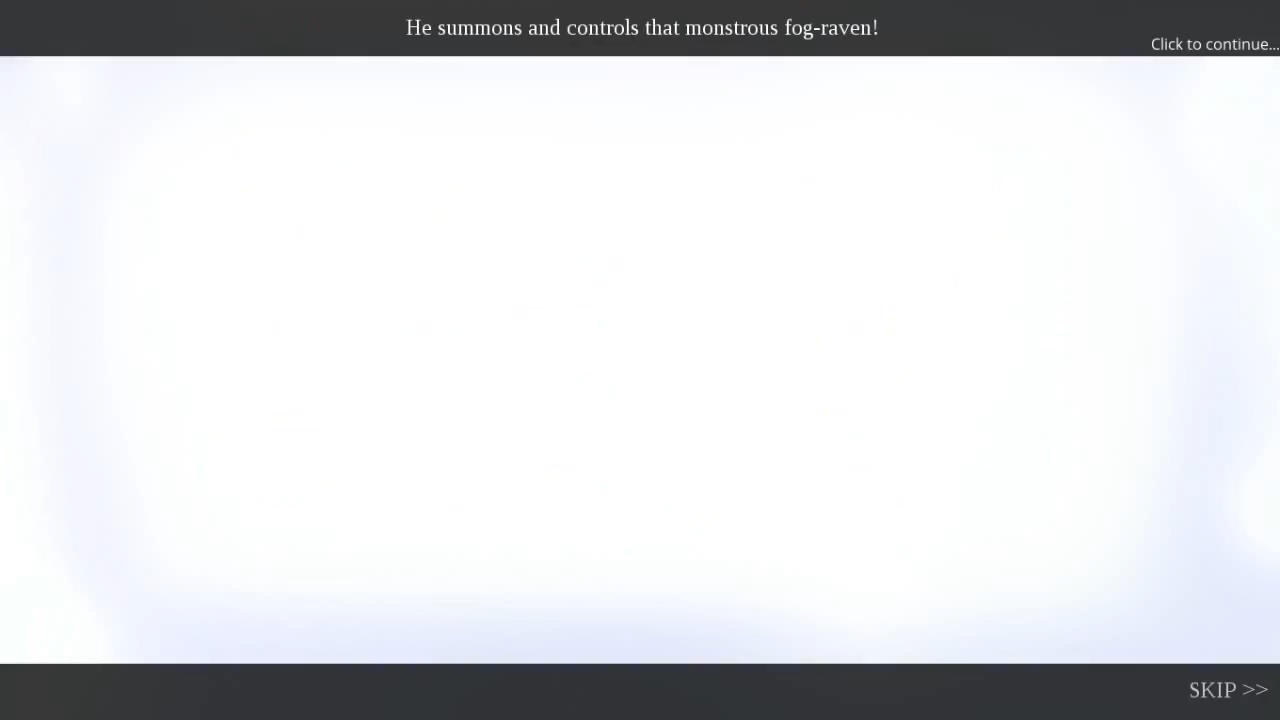 He summons and controls that monstrous fog-raven!
Click to continue...
SKIP >>